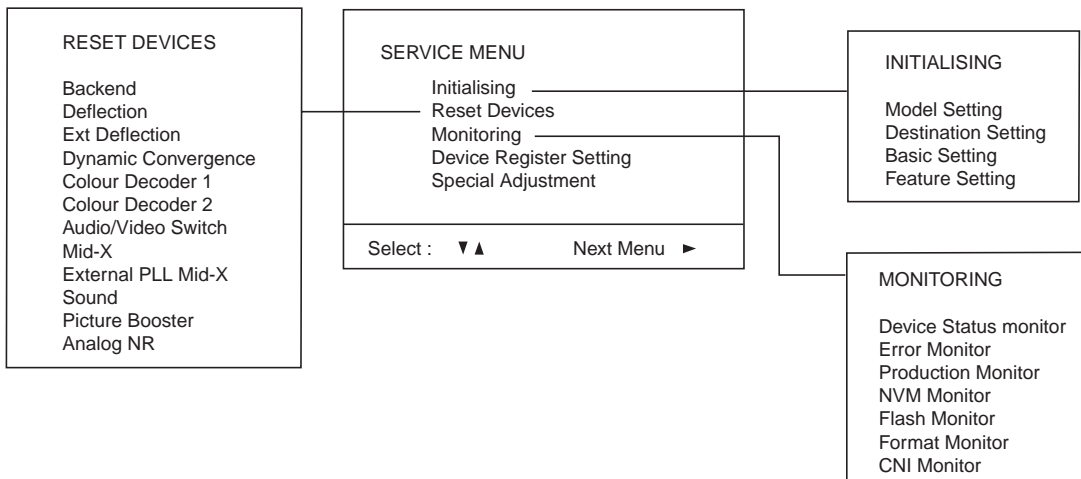 RESET DEVICES
Backend
Deflection
Ext Deflection
Dynamic Convergence
Colour Decoder 1
Colour Decoder 2
Audio/Video Switch
Mid-X
External PLL Mid-X
Sound
Picture Booster
Analog NR
SERVICE MENU
Initialising
Reset Devices
Monitoring
Device Register Setting
Special Adjustment
Select : ▼▲ Next Menu ►
INITIALISING
Model Setting
Destination Setting
Basic Setting
Feature Setting
MONITORING
Device Status monitor
Error Monitor
Production Monitor
NVM Monitor
Flash Monitor
Format Monitor
CNI Monitor